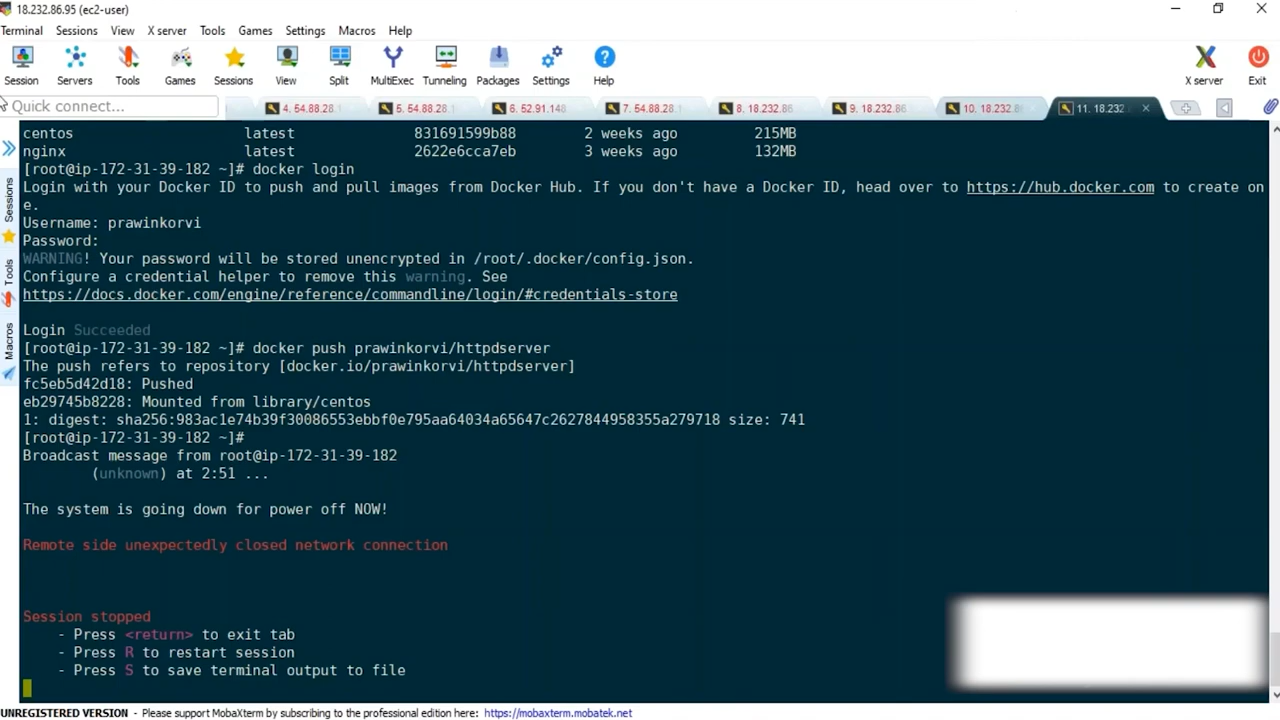 18.232.86.95 (ec2-user)
Terminal Sessions View X server Tools Games Settings Macros Help
Session Servers Tools Games Sessions View Split MultiExec Tunneling Packages Settings Help X server Exit
Quick connect...
4. 54.88.28.1 5. 54.88.28.1 6. 52.91.148 7. 54.88.28.1 8. 18.232.86 9. 18.232.86. 10. 18.232.8 11. 18.232
Sessions
Tools
Macros
centos latest 831691599b88 2 weeks ago 215MB
nginx latest 2622e6cca7eb 3 weeks ago 132MB
[root@ip-172-31-39-182 ~]# docker login
Login with your Docker ID to push and pull images from Docker Hub. If you don't have a Docker ID, head over to https://hub.docker.com to create on
e.
Username: prawinkorvi
Password:
WARNING! Your password will be stored unencrypted in /root/.docker/config.json.
Configure a credential helper to remove this warning. See
https://docs.docker.com/engine/reference/commandline/login/#credentials-store
Login Succeeded
[root@ip-172-31-39-182 ~]# docker push prawinkorvi/httpdserver
The push refers to repository [docker.io/prawinkorvi/httpdserver]
fc5eb5d42d18: Pushed
eb29745b8228: Mounted from library/centos
1: digest: sha256:983ac1e74b39f30086553ebbf0e795aa64034a65647c2627844958355a279718 size: 741
[root@ip-172-31-39-182 ~]#
Broadcast message from root@ip-172-31-39-182
(unknown) at 2:51 ...
The system is going down for power off NOW!
Remote side unexpectedly closed network connection
Session stopped
- Press <return> to exit tab
- Press R to restart session
- Press S to save terminal output to file
UNREGISTERED VERSION - Please support MobaXterm by subscribing to the professional edition here: https://mobaxterm.mobatek.net